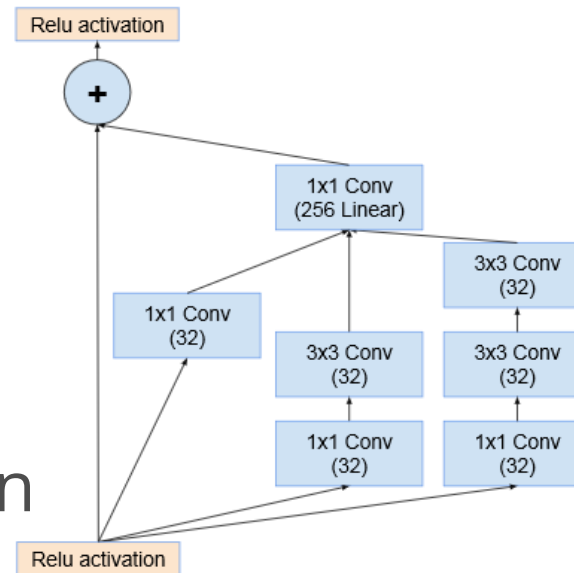 Relu activation
+
1x1 Conv
(256 Linear)
3x3 Conv
(32)
1x1 Conv
(32)
3x3 Conv
(32)
3x3 Conv
(32)
1x1 Conv
(32)
1x1 Conv
(32)
n
Relu activation